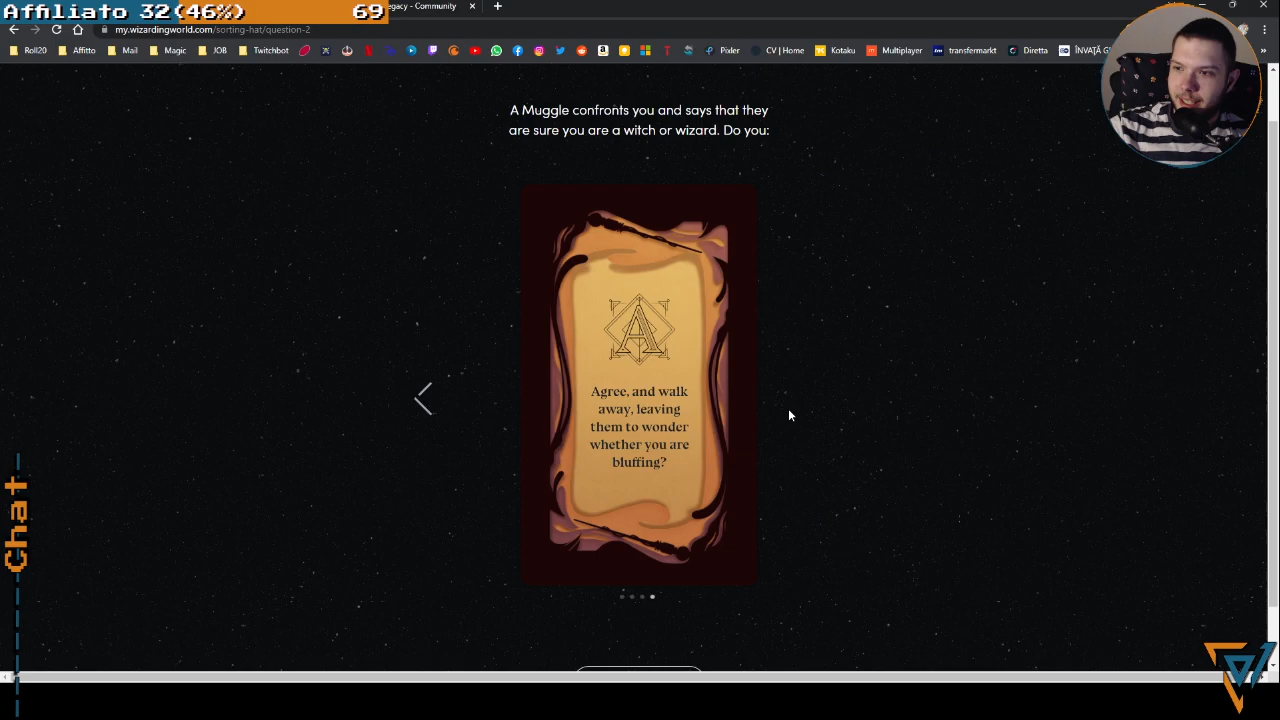 Affiliato 32(46%) 69
egacy - Community
my.wizardingworld.com/sorting-hat/question-2
Roll20 Affitto Mail Magic JOB Twitchbot Pixler CV | Home Kotaku Multiplayer transfermarkt Diretta
A Muggle confronts you and says that they
are sure you are a witch or wizard. Do you:
A
Agree, and walk
away, leaving
them to wonder
whether you are
bluffing?
Chat